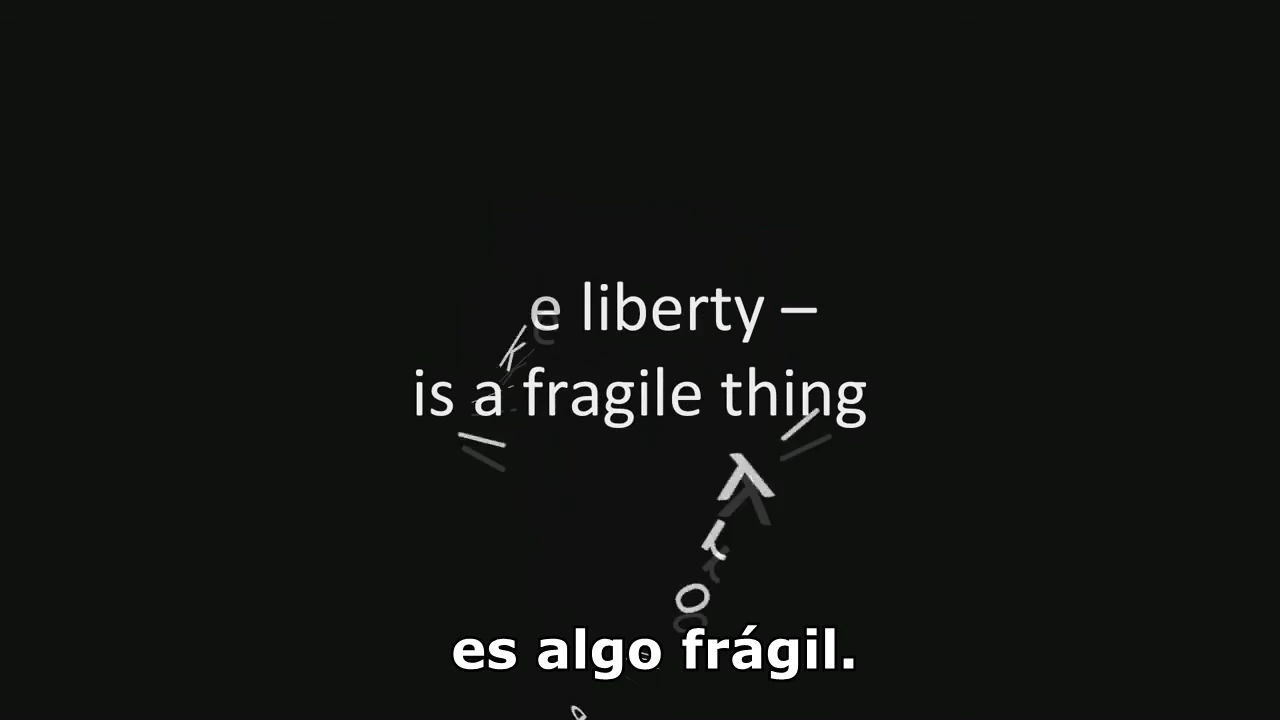 e liberty –
is a fragile thing
es algo frágil.